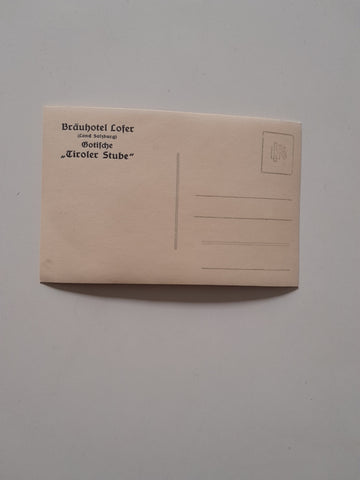 Bräuhotel Lofer
(Land Salzburg)
Gotische
„Tiroler Stube"